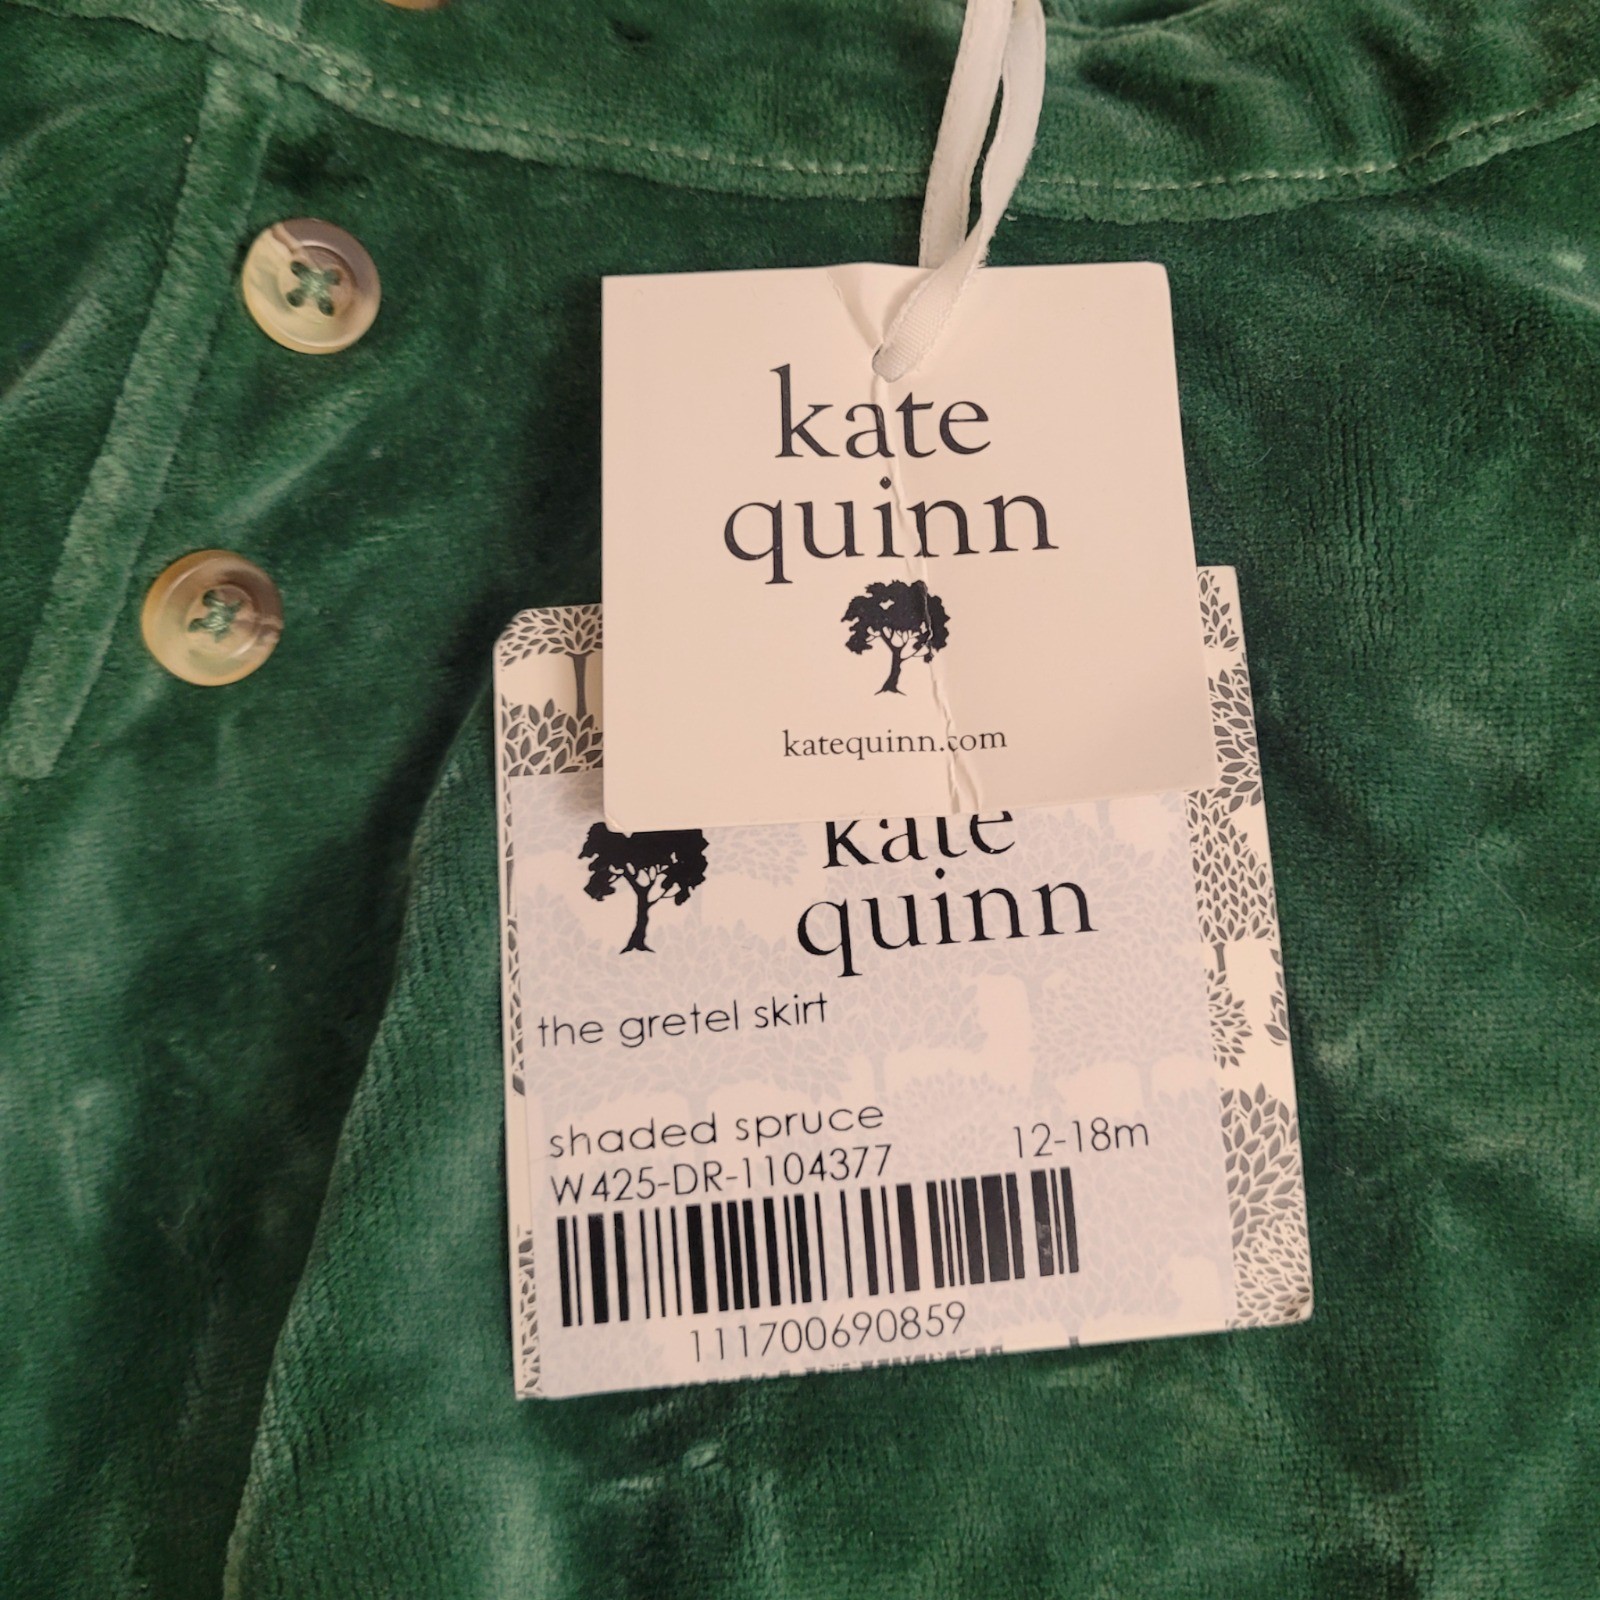 kate
quinn
katequinn.com
kate
quinn
the gretel skirt
shaded spruce
12-18m
W425-DR-1104377
111700690859